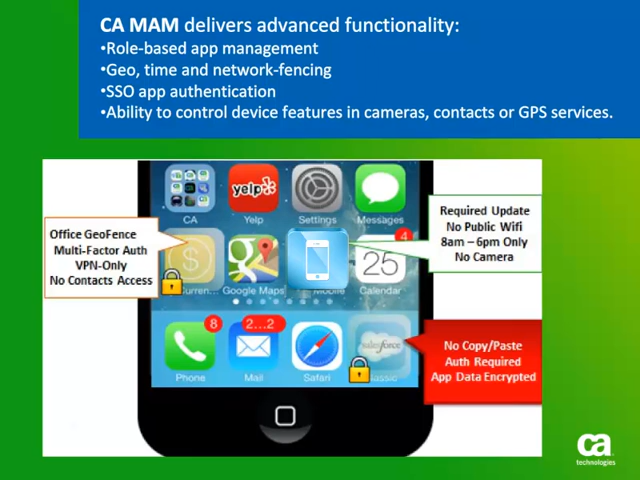 CA MAM delivers advanced functionality:
•Role-based app management
•Geo, time and network-fencing
•SSO app authentication
•Ability to control device features in cameras, contacts or GPS services.
Office GeoFence
Multi-Factor Auth
VPN-Only
No Contacts Access
CA
yelp
Yelp
Settings
Messages
Required Update
No Public Wifi
8am – 6pm Only
No Camera
Google Maps
Mobile
4
25
Calendar
8
Phone
2...2
Mail
Safari
salesforce
No Copy/Paste
Auth Required
App Data Encrypted
ca
technologies